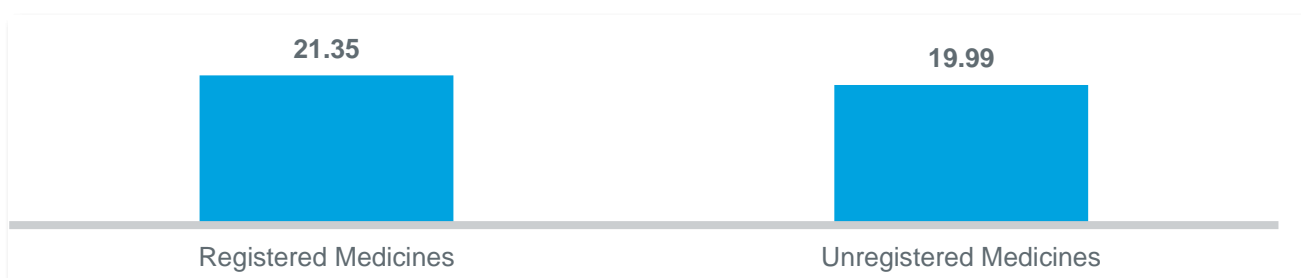 21.35
19.99
Registered Medicines
Unregistered Medicines